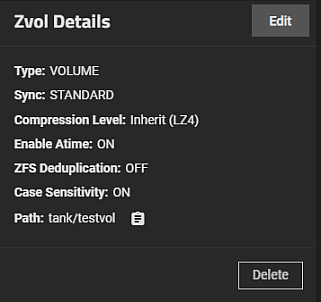 Zvol Details
Edit
Type: VOLUME
Sync: STANDARD
Compression Level: Inherit (LZ4)
Enable Atime: ON
ZFS Deduplication: OFF
Case Sensitivity: ON
Path: tank/testvol
Delete